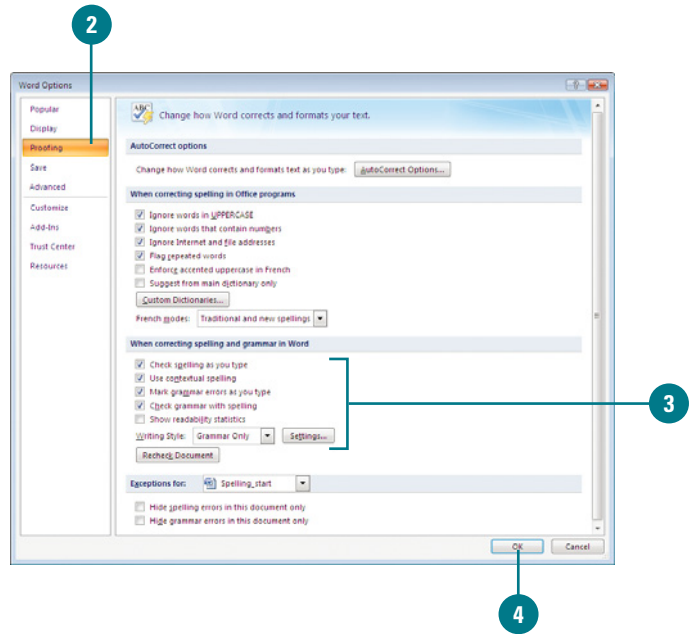 2
Word Options
Popular
Display
Proofing
Save
Advanced
Customize
Add-Ins
Trust Center
Resources
Change how Word corrects and formats your text.
AutoCorrect options
Change how Word corrects and formats text as you type: AutoCorrect Options...
When correcting spelling in Office programs
Ignore words in UPPERCASE
Ignore words that contain numbers
Ignore Internet and file addresses
Flag repeated words
Enforce accented uppercase in French
Suggest from main dictionary only
Custom Dictionaries...
French modes: Traditional and new spellings
When correcting spelling and grammar in Word
Check spelling as you type
Use contextual spelling
Mark grammar errors as you type
Check grammar with spelling
Show readability statistics
Writing Style: Grammar Only Settings...
Recheck Document
3
Exceptions for: Spelling_start
Hide spelling errors in this document only
Hide grammar errors in this document only
OK Cancel
4